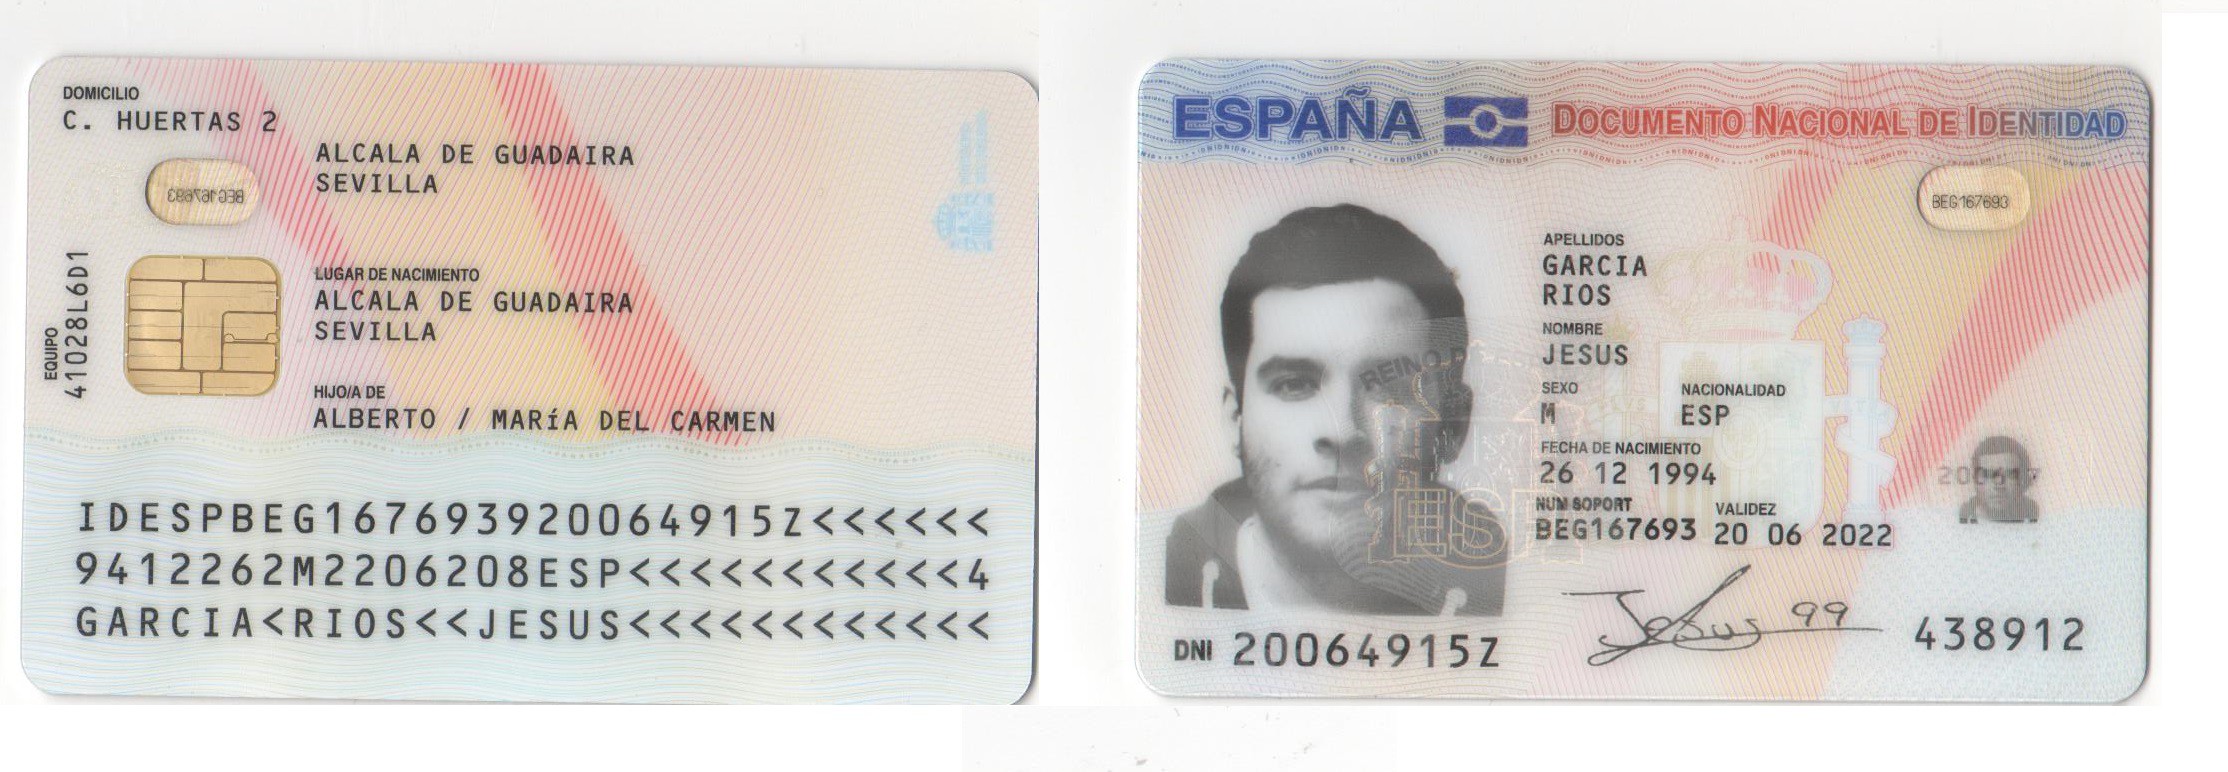 DOMICILIO
C. HUERTAS 2
ALCALA DE GUADAIRA
SEVILLA
BEG167693
LUGAR DE NACIMIENTO
ALCALA DE GUADAIRA
SEVILLA
EQUIPO
41028L6D1
HIJO/A DE
ALBERTO / MARíA DEL CARMEN
IDESPBEG167693920064915Z<<<<<<
9412262M2206208ESP<<<<<<<<<<<4
GARCIA<RIOS<<JESUS<<<<<<<<<<<<
ESPAÑA
DOCUMENTO NACIONAL DE IDENTIDAD
BEG167693
APELLIDOS
GARCIA
RIOS
NOMBRE
JESUS
SEXO NACIONALIDAD
M ESP
FECHA DE NACIMIENTO
26 12 1994
NUM SOPORT VALIDEZ
BEG167693 20 06 2022
REINO
ESP
Jesus 99
DNI 20064915Z
438912